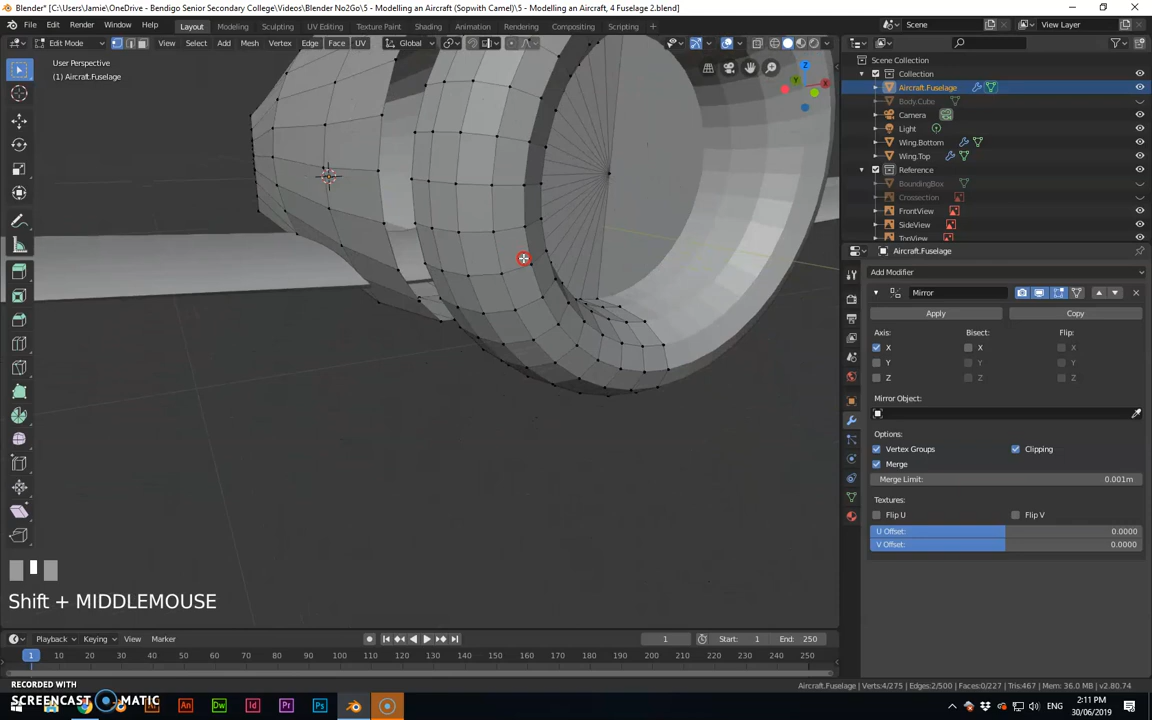 Blender* [C:\Users\Jamie\OneDrive - Bendigo Senior Secondary College\Videos\Blender No2Go\5 - Modelling an Aircraft (Sopwith Camel)\5 - Modelling an Aircraft, 4 Fuselage 2.blend]
File Edit Render Window Help Layout Modeling Sculpting UV Editing Texture Paint Shading Animation Rendering Compositing Scripting + Scene View Layer
Edit Mode View Select Add Mesh Vertex Edge Face UV Global
User Perspective
(1) Aircraft.Fuselage
Z
Y
X
Scene Collection
Collection
Aircraft.Fuselage
Body.Cube
Camera
Light
Wing.Bottom
Wing.Top
Reference
BoundingBox
Crossection
FrontView
SideView
TopView
Aircraft.Fuselage
Add Modifier
Mirror
Apply Copy
Axis: Bisect: Flip:
X X X
Y Y Y
Z Z Z
Mirror Object:
Options:
Vertex Groups Clipping
Merge
Merge Limit: 0.001m
Textures:
Flip U Flip V
U Offset: 0.0000
V Offset: 0.0000
Shift + MIDDLEMOUSE
Playback Keying View Marker 1 Start: 1 End: 250
1 10 20 30 40 50 60 70 80 90 100 110 120 130 140 150 160 170 180 190 200 210 220 230 240 250
Aircraft.Fuselage | Verts:4/275 | Edges:2/500 | Faces:0/227 | Tris:467 | Mem: 36.0 MB | v2.80.74
RECORDED WITH
SCREENCAST MATIC
An Dw Id Pr Ps
ENG
2:11 PM
30/06/2019